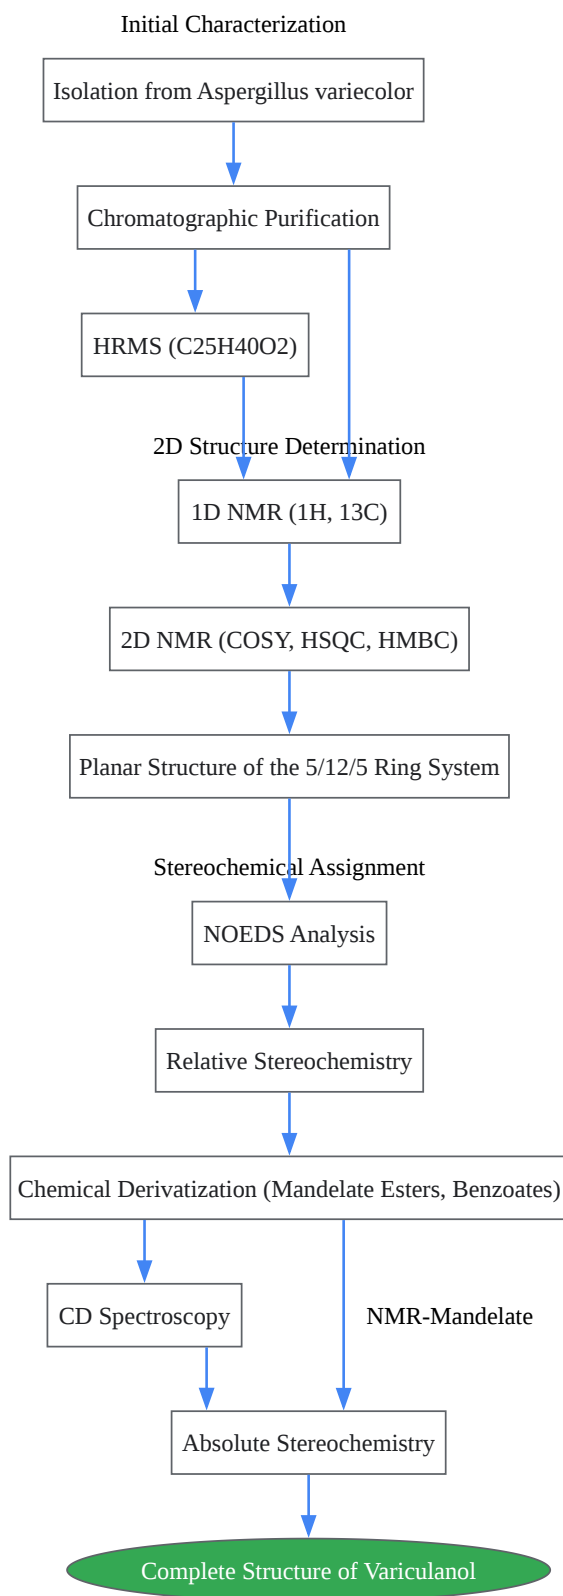 Initial Characterization
Isolation from Aspergillus variecolor
Chromatographic Purification
HRMS (C25H40O2)
2D Structure Determination
1D NMR (1H, 13C)
2D NMR (COSY, HSQC, HMBC)
Planar Structure of the 5/12/5 Ring System
Stereochemical Assignment
NOEDS Analysis
Relative Stereochemistry
Chemical Derivatization (Mandelate Esters, Benzoates)
CD Spectroscopy
NMR-Mandelate
Absolute Stereochemistry
Complete Structure of Variculanol